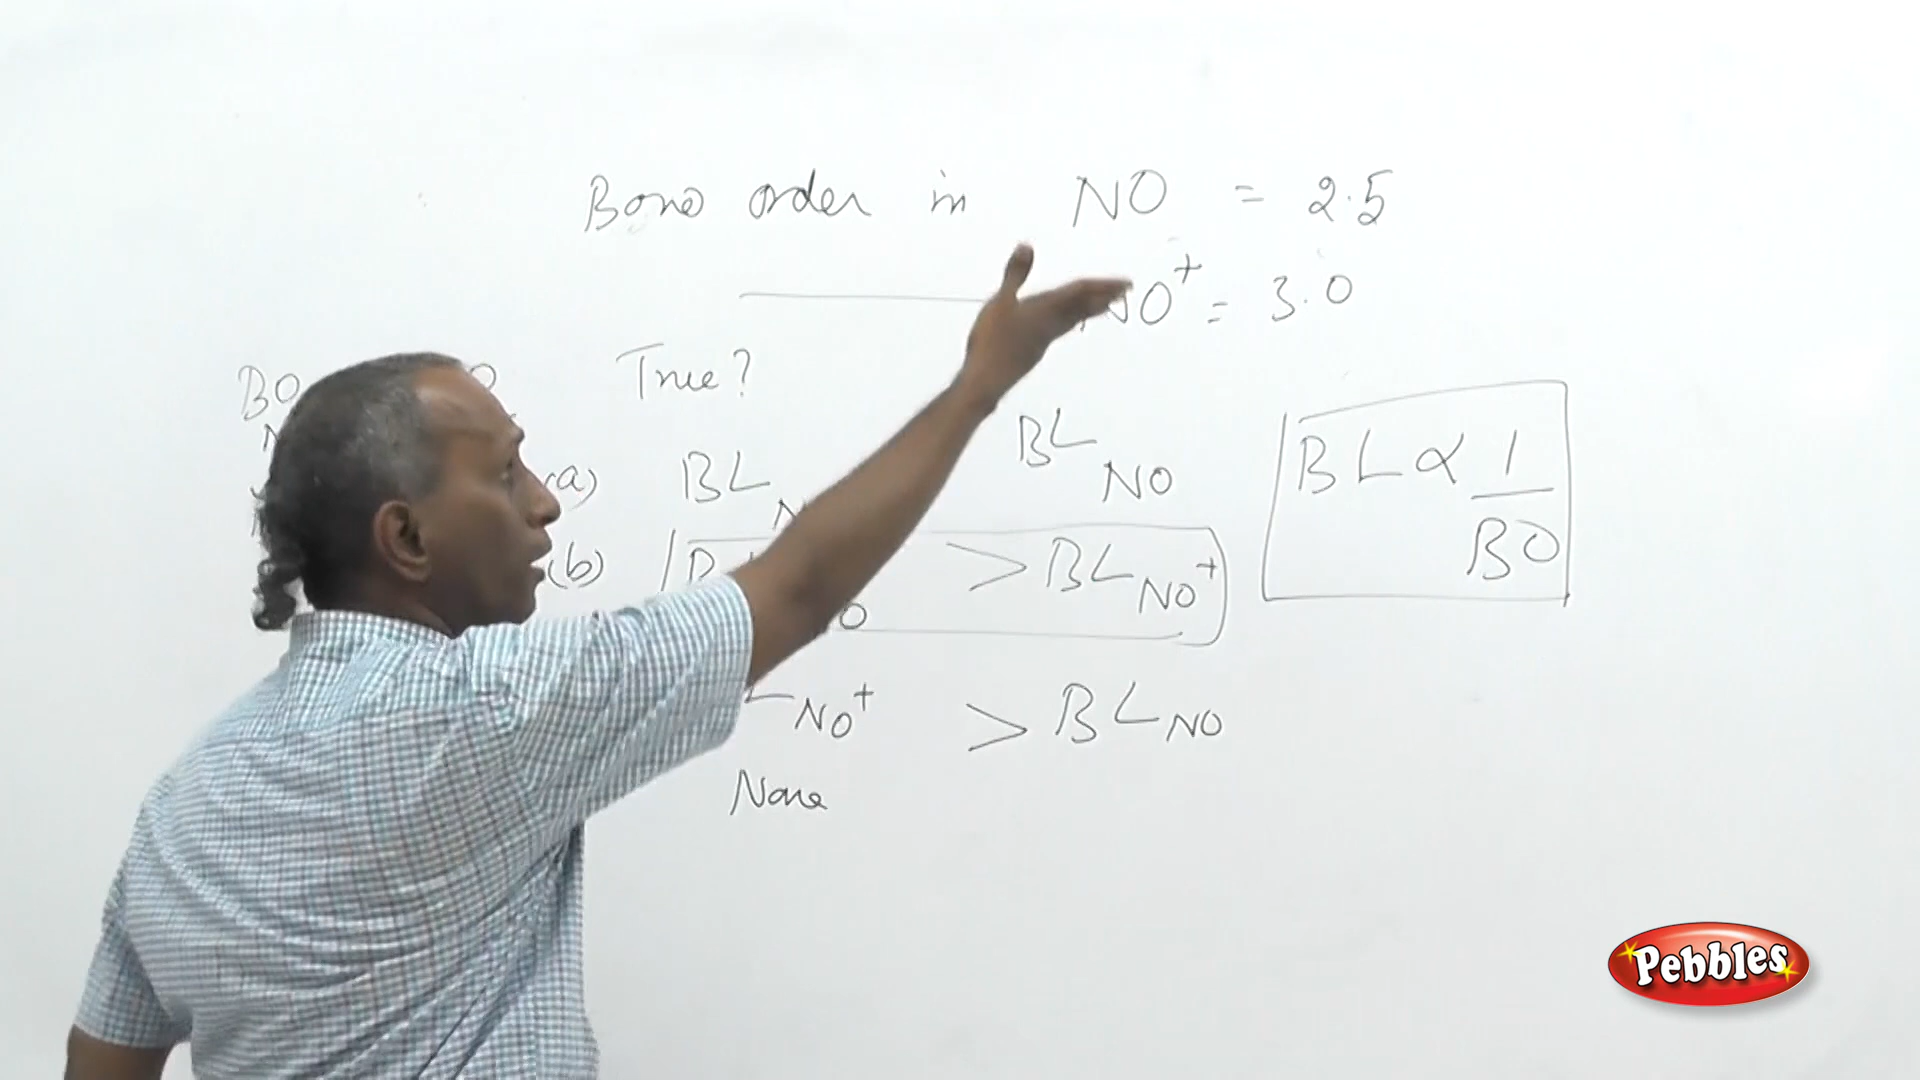 Bond order in NO = 2.5
NO⁺ = 3.0
BO
True?
(a) BL BL NO
(b) > BL NO⁺
NO⁺ > BL NO
None
BL ∝ 1/BO
Pebbles